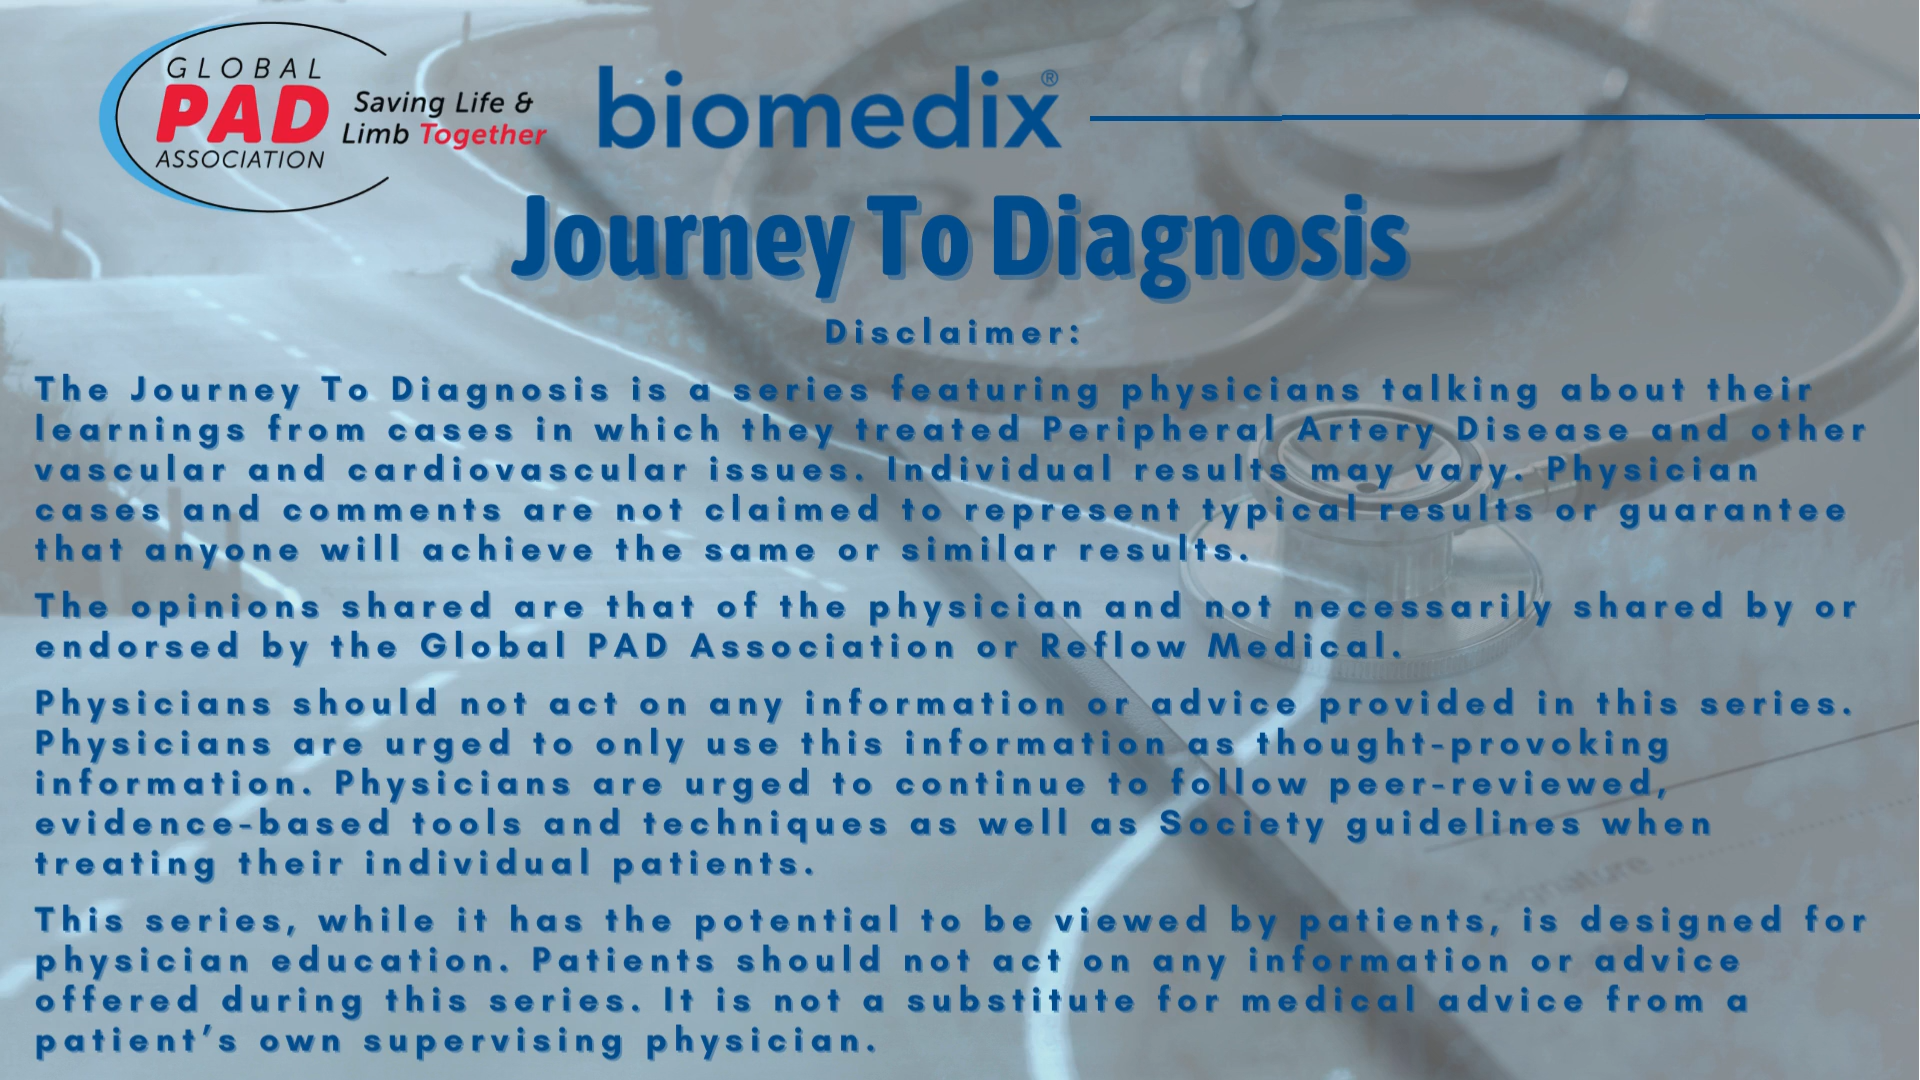 GLOBAL
PAD
ASSOCIATION
Saving Life &
Limb Together
biomedix®
Journey To Diagnosis
Disclaimer:
The Journey To Diagnosis is a series featuring physicians talking about their
learnings from cases in which they treated Peripheral Artery Disease and other
vascular and cardiovascular issues. Individual results may vary. Physician
cases and comments are not claimed to represent typical results or guarantee
that anyone will achieve the same or similar results.
The opinions shared are that of the physician and not necessarily shared by or
endorsed by the Global PAD Association or Reflow Medical.
Physicians should not act on any information or advice provided in this series.
Physicians are urged to only use this information as thought-provoking
information. Physicians are urged to continue to follow peer-reviewed,
evidence-based tools and techniques as well as Society guidelines when
treating their individual patients.
This series, while it has the potential to be viewed by patients, is designed for
physician education. Patients should not act on any information or advice
offered during this series. It is not a substitute for medical advice from a
patient’s own supervising physician.